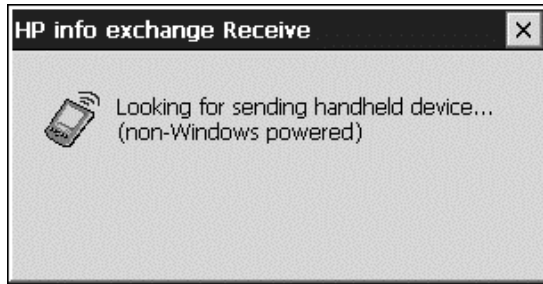 HP info exchange Receive
Looking for sending handheld device...
(non-Windows powered)